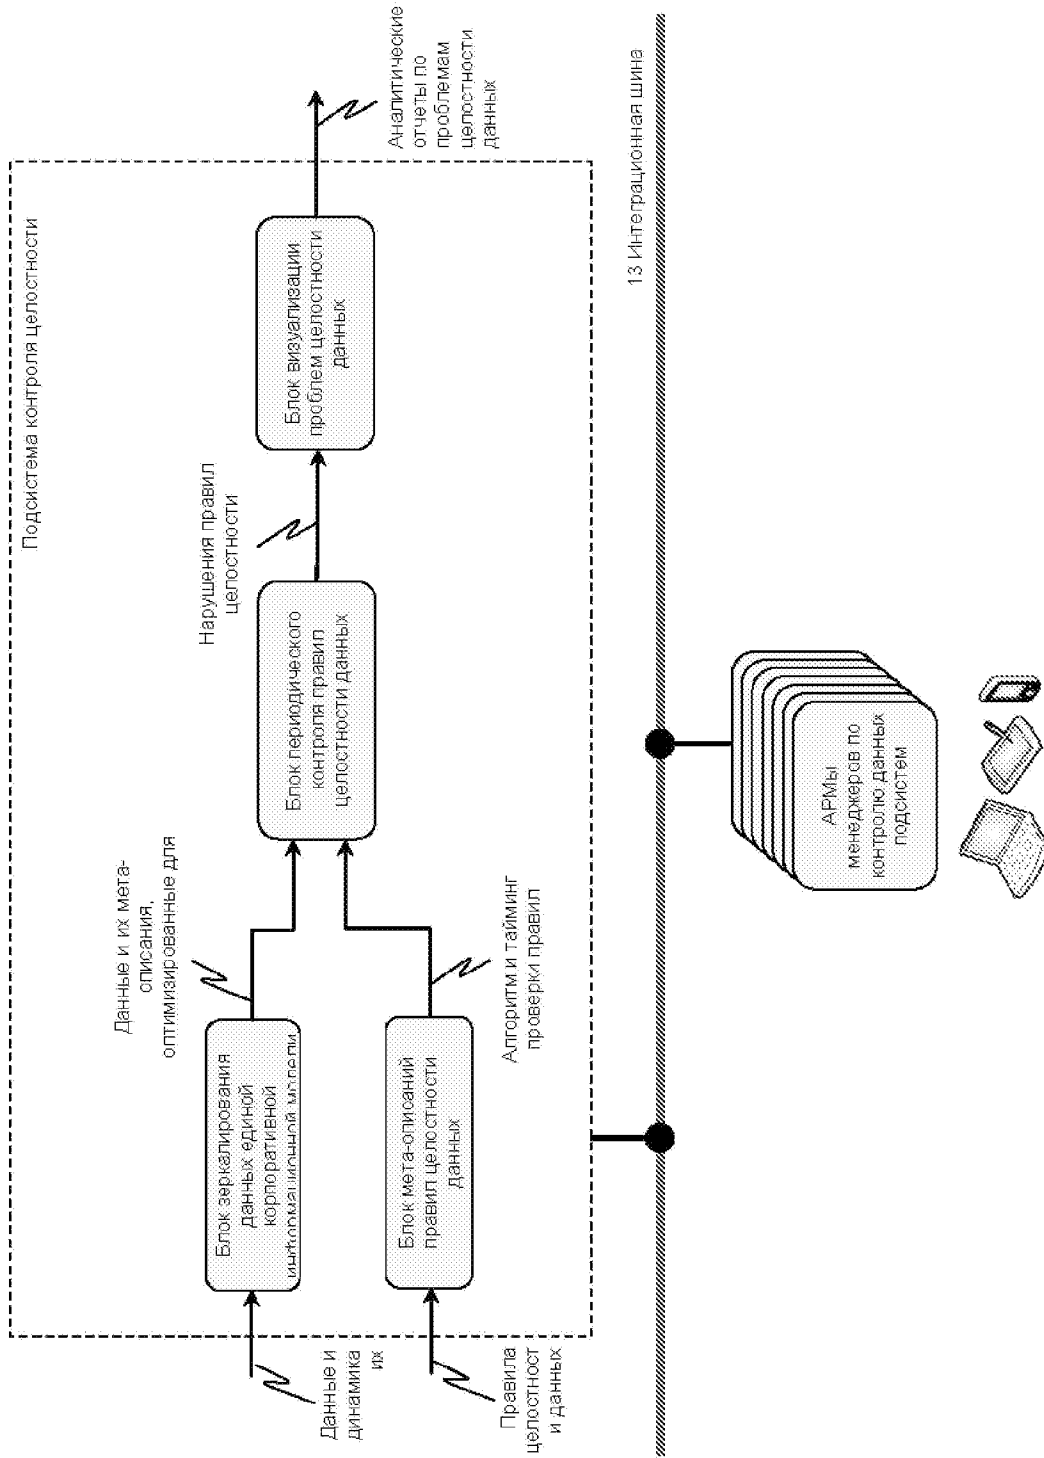 Подсистема контроля целостности
Данные и
динамика
их
Правила
целостност
и данных
Блок зеркалирования
данных единой
корпоративной
информационной модели
Блок мета-описаний
правил целостности
данных
Данные и их мета-
описания,
оптимизированные для
Алгоритм и тайминг
проверки правил
Блок периодического
контроля правил
целостности данных
Нарушения правил
целостности
Блок визуализации
проблем целостности
данных
Аналитические
отчеты по
проблемам
целостности
данных
13 Интеграционная шина
АРМы
менеджеров по
контролю данных
подсистем